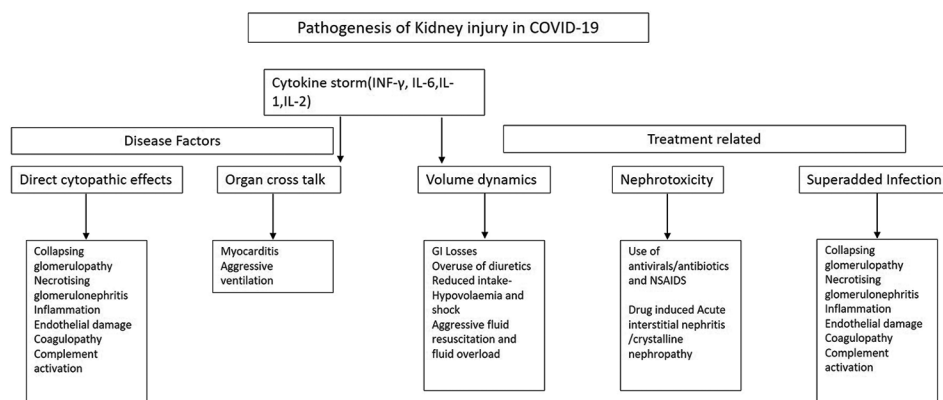 Pathogenesis of Kidney injury in COVID-19
Cytokine storm(INF-γ, IL-6,IL-
1,IL-2)
Disease Factors
Treatment related
Direct cytopathic effects
Organ cross talk
Volume dynamics
Nephrotoxicity
Superadded Infection
Collapsing
glomerulopathy
Necrotising
glomerulonephritis
Inflammation
Endothelial damage
Coagulopathy
Complement
activation
Myocarditis
Aggressive
ventilation
GI Losses
Overuse of diuretics
Reduced intake-
Hypovolaemia and
shock
Aggressive fluid
resuscitation and
fluid overload
Use of
antivirals/antibiotics
and NSAIDS
Drug induced Acute
interstitial nephritis
/crystalline
nephropathy
Collapsing
glomerulopathy
Necrotising
glomerulonephritis
Inflammation
Endothelial damage
Coagulopathy
Complement
activation